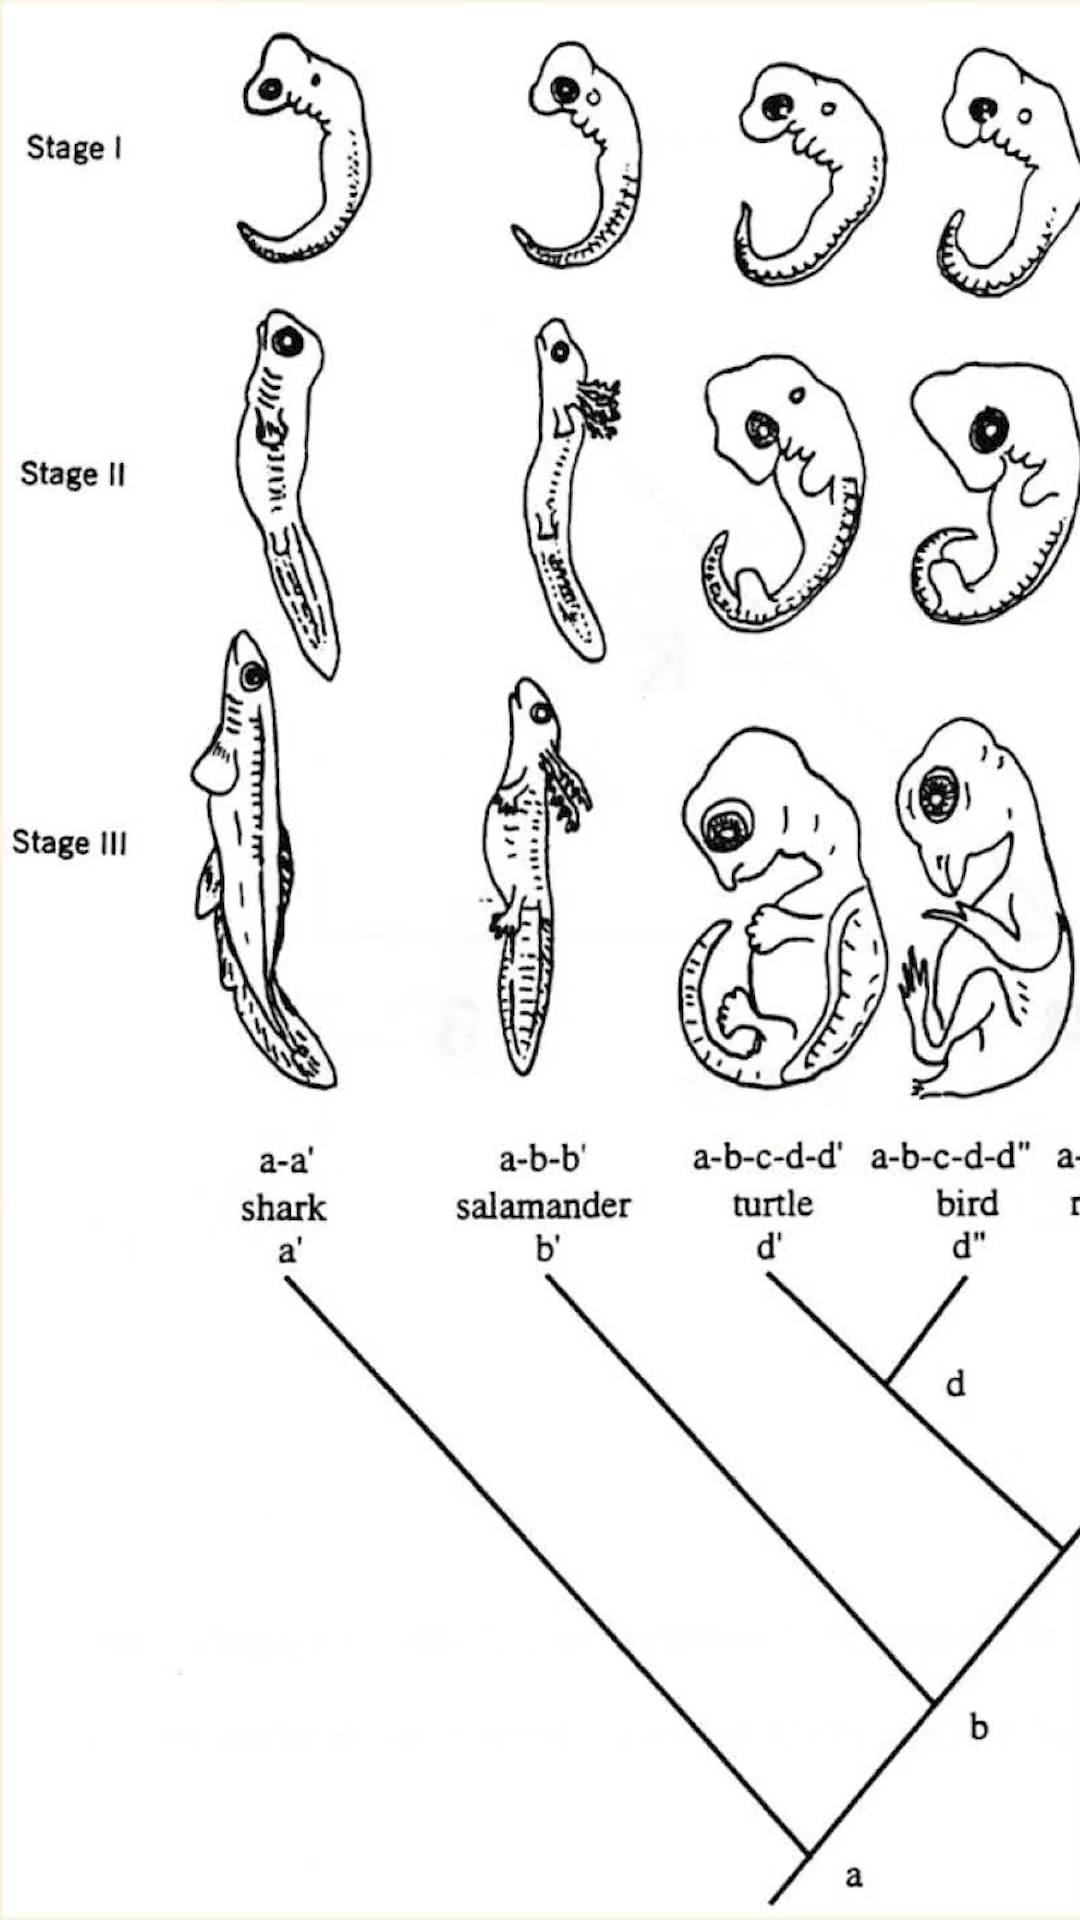 Stage I
Stage II
Stage III
a-a' a-b-b' a-b-c-d-d' a-b-c-d-d" a-
shark salamander turtle bird
a' b' d' d"
d
b
a